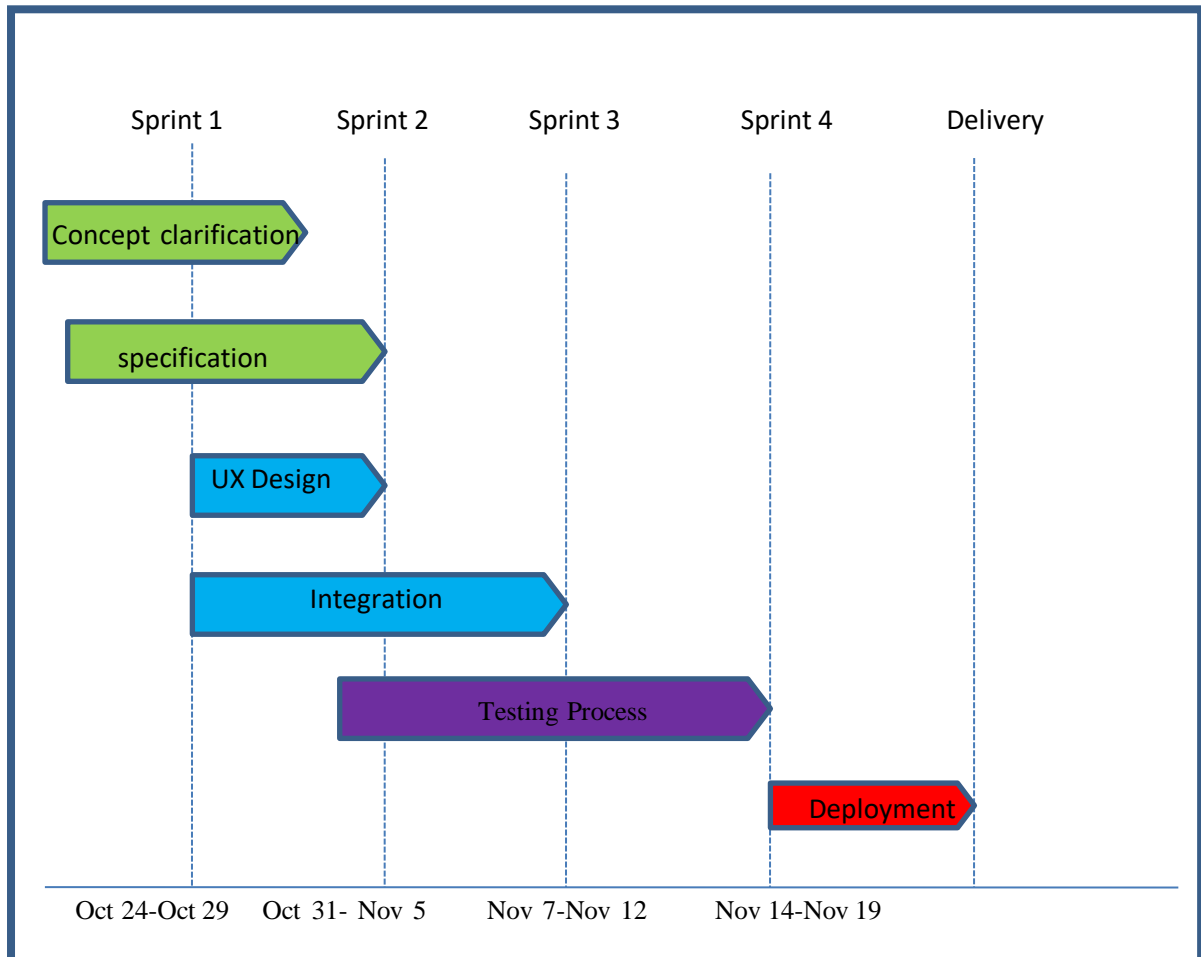 Sprint 1 Sprint 2 Sprint 3 Sprint 4 Delivery
Concept clarification
specification
UX Design
Integration
Testing Process
Deployment
Oct 24-Oct 29 Oct 31- Nov 5 Nov 7-Nov 12 Nov 14-Nov 19